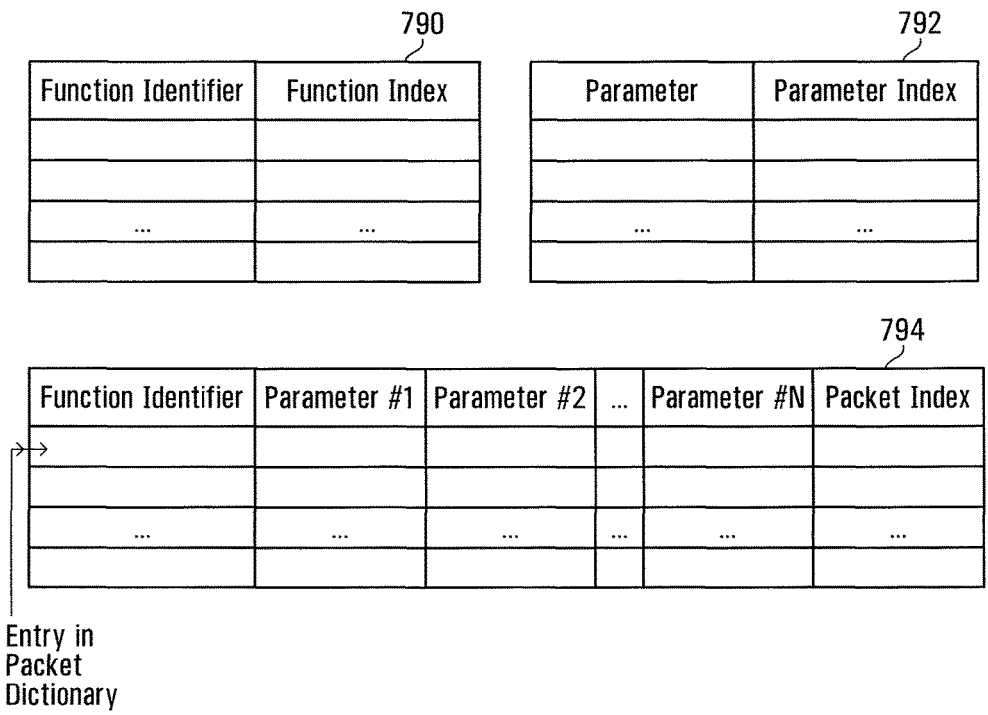 790
792
Function Identifier Function Index
Parameter Parameter Index
... ...
... ...
794
Function Identifier Parameter #1 Parameter #2 ... Parameter #N Packet Index
... ... ... ... ... ...
Entry in
Packet
Dictionary